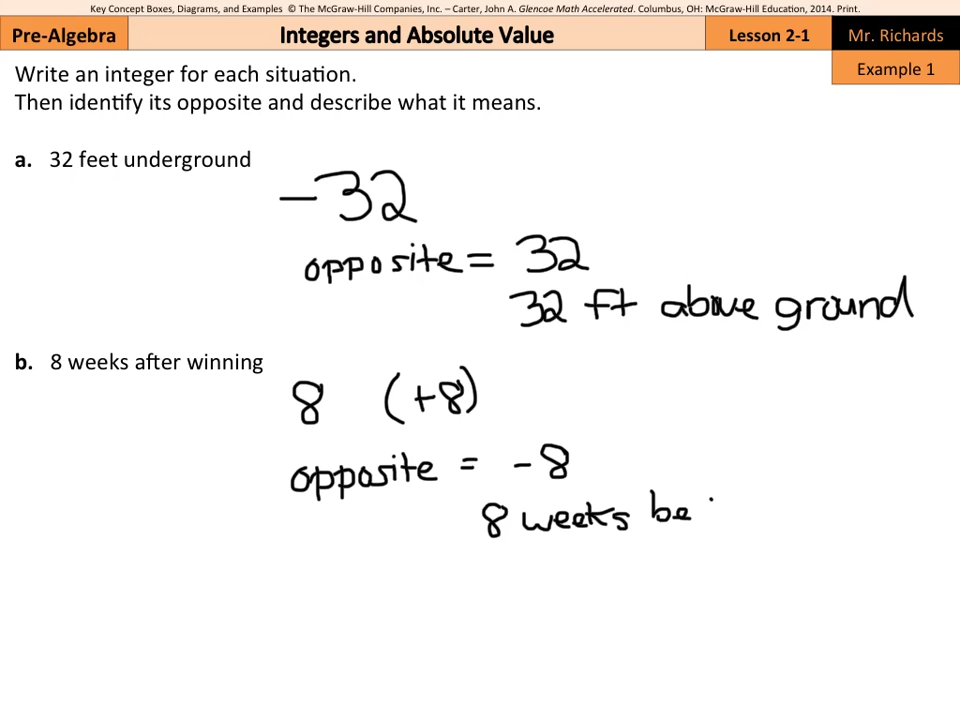 Key Concept Boxes, Diagrams, and Examples © The McGraw-Hill Companies, Inc. – Carter, John A. Glencoe Math Accelerated. Columbus, OH: McGraw-Hill Education, 2014. Print.
Pre-Algebra Integers and Absolute Value Lesson 2-1 Mr. Richards
Example 1
Write an integer for each situation.
Then identify its opposite and describe what it means.
a. 32 feet underground
-32
opposite = 32
32 ft above ground
b. 8 weeks after winning
8 (+8)
opposite = -8
8 weeks be